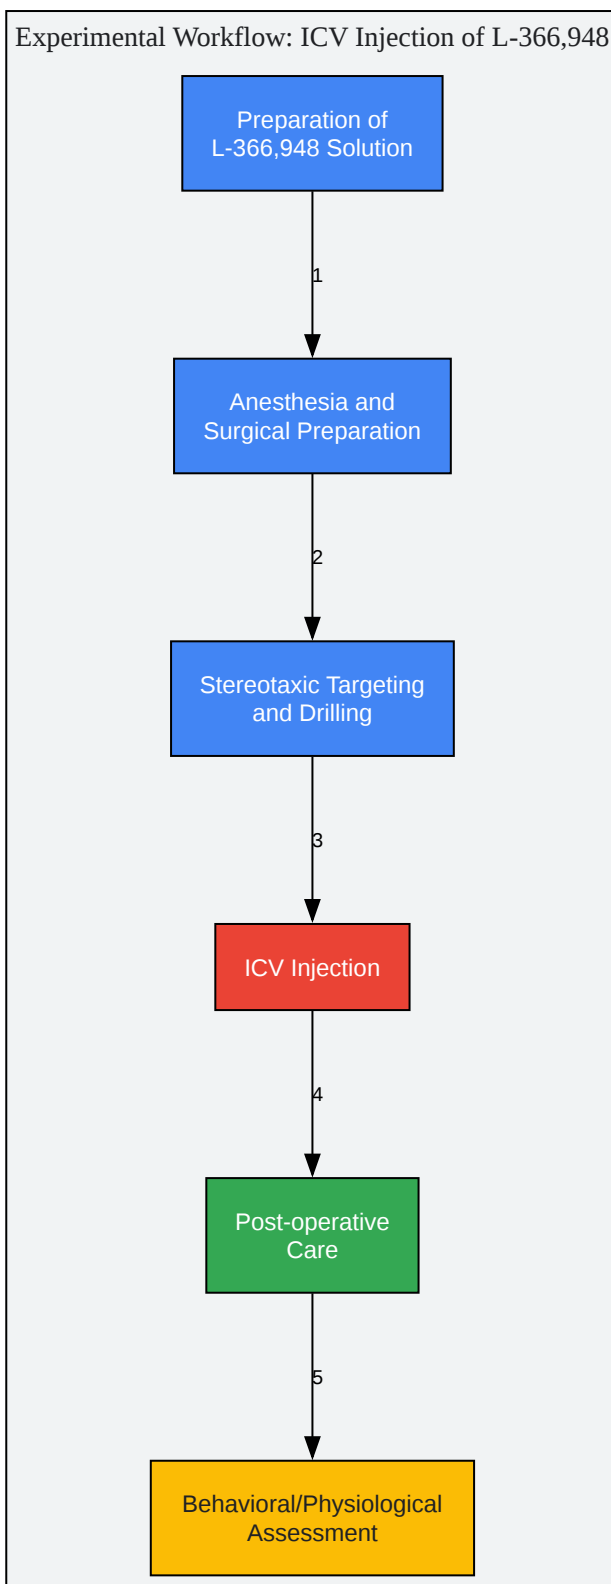 Experimental Workflow: ICV Injection of L-366,948
Preparation of
L-366,948 Solution
1
Anesthesia and
Surgical Preparation
2
Stereotaxic Targeting
and Drilling
3
ICV Injection
4
Post-operative
Care
5
Behavioral/Physiological
Assessment